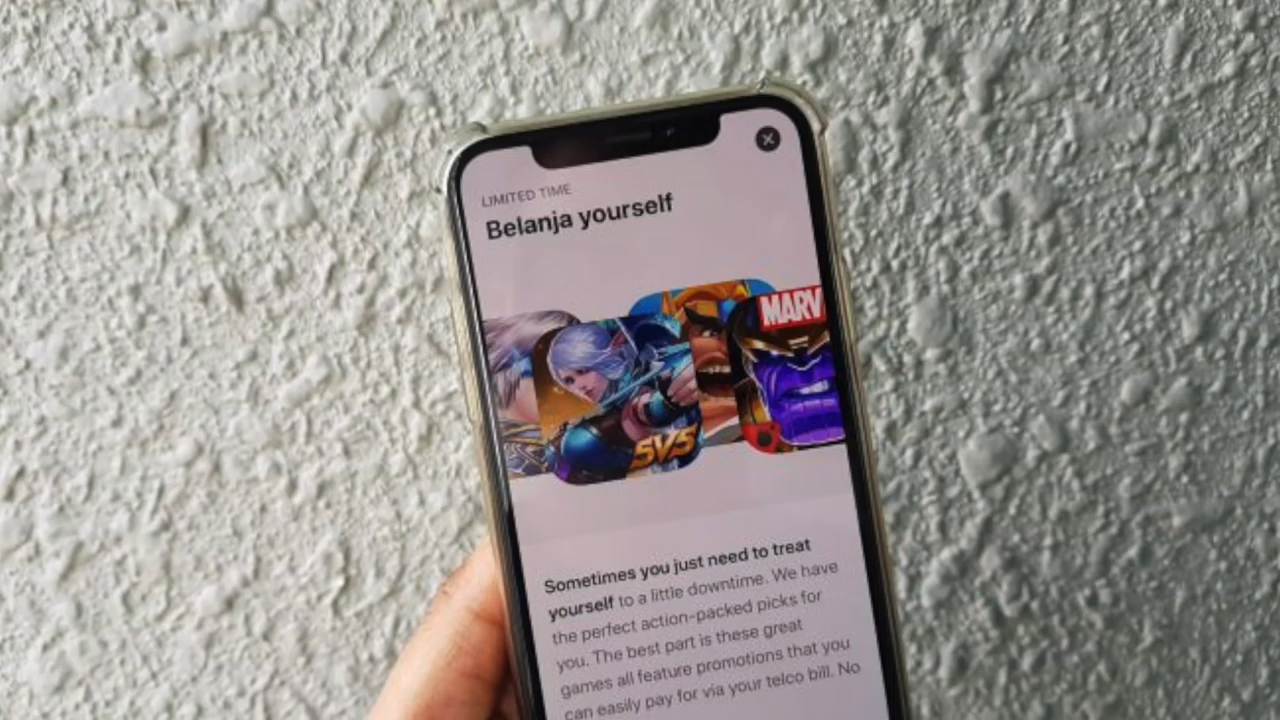 LIMITED TIME
Belanja yourself
MARV
5V5
Sometimes you just need to treat
yourself to a little downtime. We have
the perfect action-packed picks for
you. The best part is these great
games all feature promotions that you
can easily pay for via your telco bill. No